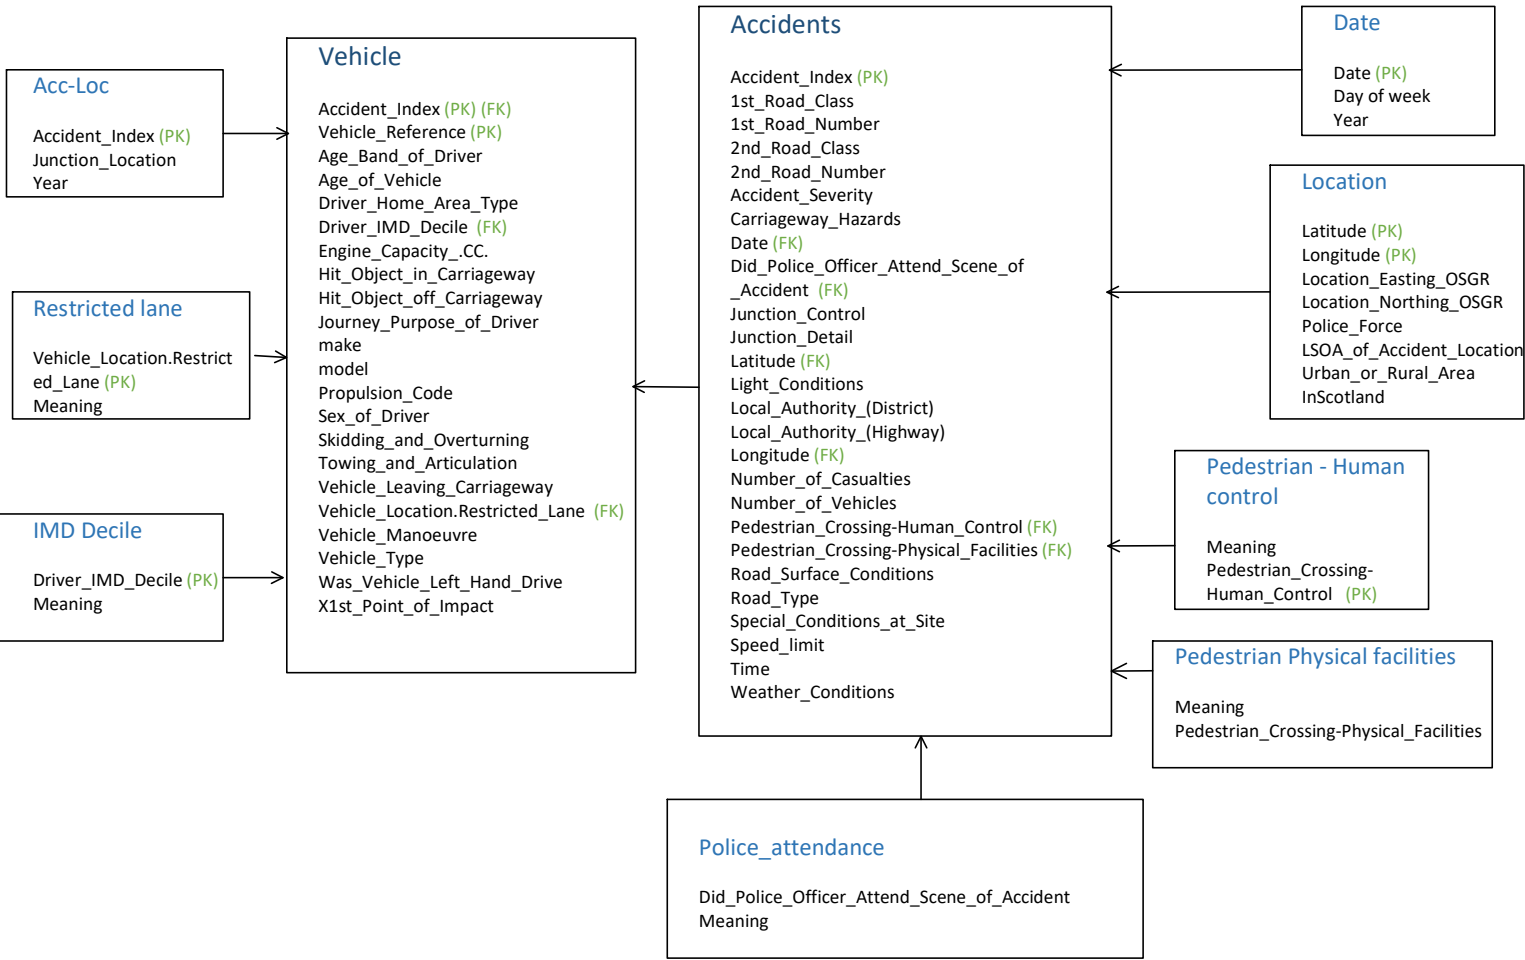 Acc-Loc
Accident_Index (PK)
Junction_Location
Year
Restricted lane
Vehicle_Location.Restrict
ed_Lane (PK)
Meaning
IMD Decile
Driver_IMD_Decile (PK)
Meaning
Vehicle
Accident_Index (PK) (FK)
Vehicle_Reference (PK)
Age_Band_of_Driver
Age_of_Vehicle
Driver_Home_Area_Type
Driver_IMD_Decile (FK)
Engine_Capacity_.CC.
Hit_Object_in_Carriageway
Hit_Object_off_Carriageway
Journey_Purpose_of_Driver
make
model
Propulsion_Code
Sex_of_Driver
Skidding_and_Overturning
Towing_and_Articulation
Vehicle_Leaving_Carriageway
Vehicle_Location.Restricted_Lane (FK)
Vehicle_Manoeuvre
Vehicle_Type
Was_Vehicle_Left_Hand_Drive
X1st_Point_of_Impact
Accidents
Accident_Index (PK)
1st_Road_Class
1st_Road_Number
2nd_Road_Class
2nd_Road_Number
Accident_Severity
Carriageway_Hazards
Date (FK)
Did_Police_Officer_Attend_Scene_of
_Accident (FK)
Junction_Control
Junction_Detail
Latitude (FK)
Light_Conditions
Local_Authority_(District)
Local_Authority_(Highway)
Longitude (FK)
Number_of_Casualties
Number_of_Vehicles
Pedestrian_Crossing-Human_Control (FK)
Pedestrian_Crossing-Physical_Facilities (FK)
Road_Surface_Conditions
Road_Type
Special_Conditions_at_Site
Speed_limit
Time
Weather_Conditions
Date
Date (PK)
Day of week
Year
Location
Latitude (PK)
Longitude (PK)
Location_Easting_OSGR
Location_Northing_OSGR
Police_Force
LSOA_of_Accident_Location
Urban_or_Rural_Area
InScotland
Pedestrian - Human
control
Meaning
Pedestrian_Crossing-
Human_Control (PK)
Pedestrian Physical facilities
Meaning
Pedestrian_Crossing-Physical_Facilities
Police_attendance
Did_Police_Officer_Attend_Scene_of_Accident
Meaning